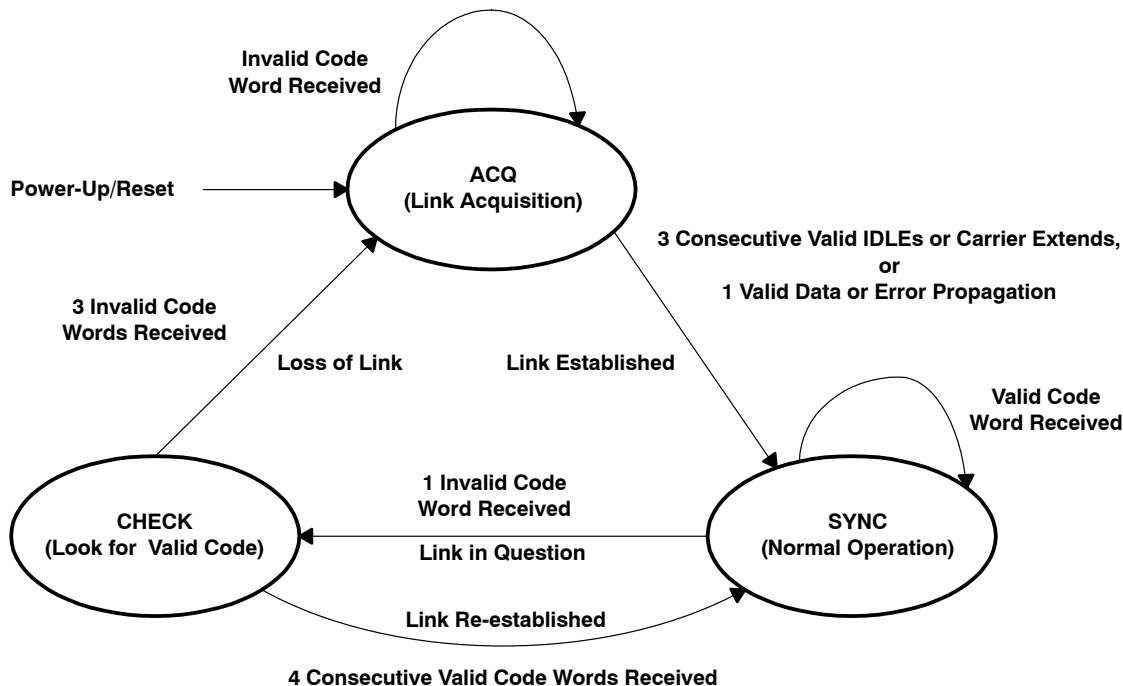 Invalid Code
Word Received
ACQ
(Link Acquisition)
Power-Up/Reset
3 Consecutive Valid IDLEs or Carrier Extends,
or
1 Valid Data or Error Propagation
3 Invalid Code
Words Received
Loss of Link
Link Established
Valid Code
Word Received
1 Invalid Code
Word Received
CHECK
(Look for Valid Code)
SYNC
(Normal Operation)
Link in Question
Link Re-established
4 Consecutive Valid Code Words Received